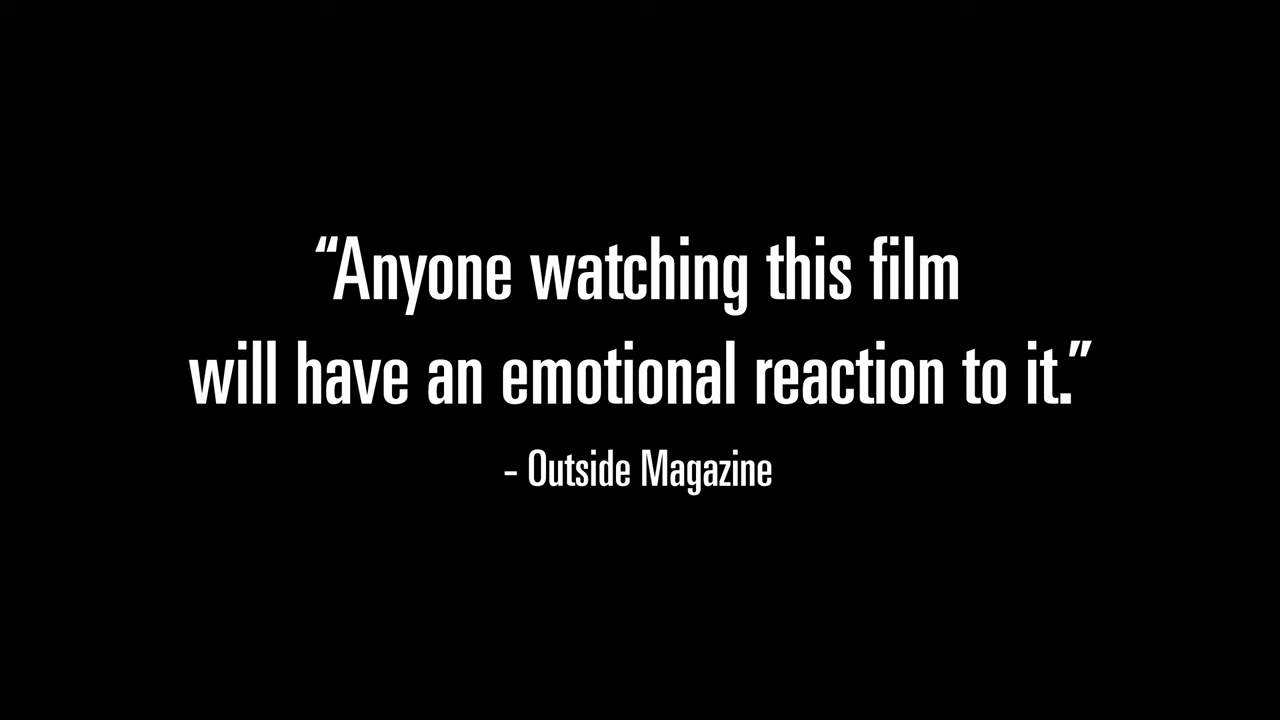 “Anyone watching this film
will have an emotional reaction to it.”
- Outside Magazine